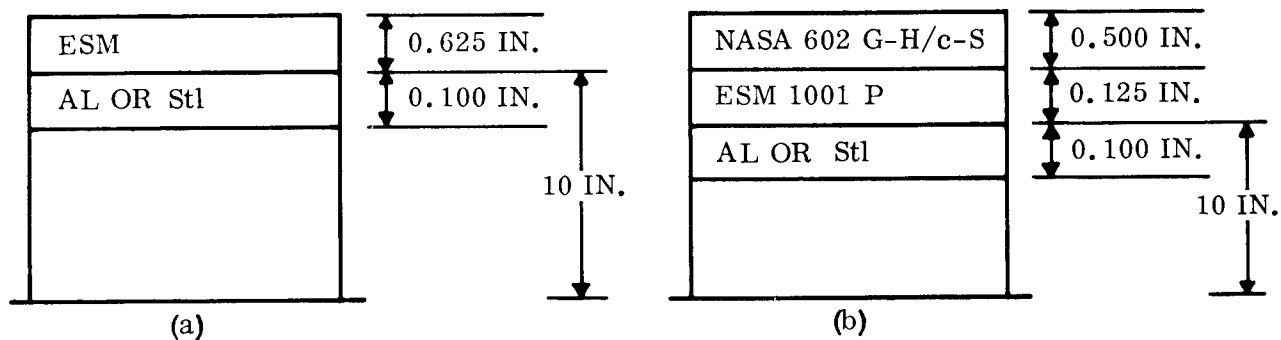 ESM
0.625 IN.
AL OR Stl
0.100 IN.
10 IN.
(a)
NASA 602 G-H/c-S
0.500 IN.
ESM 1001 P
0.125 IN.
AL OR Stl
0.100 IN.
10 IN.
(b)